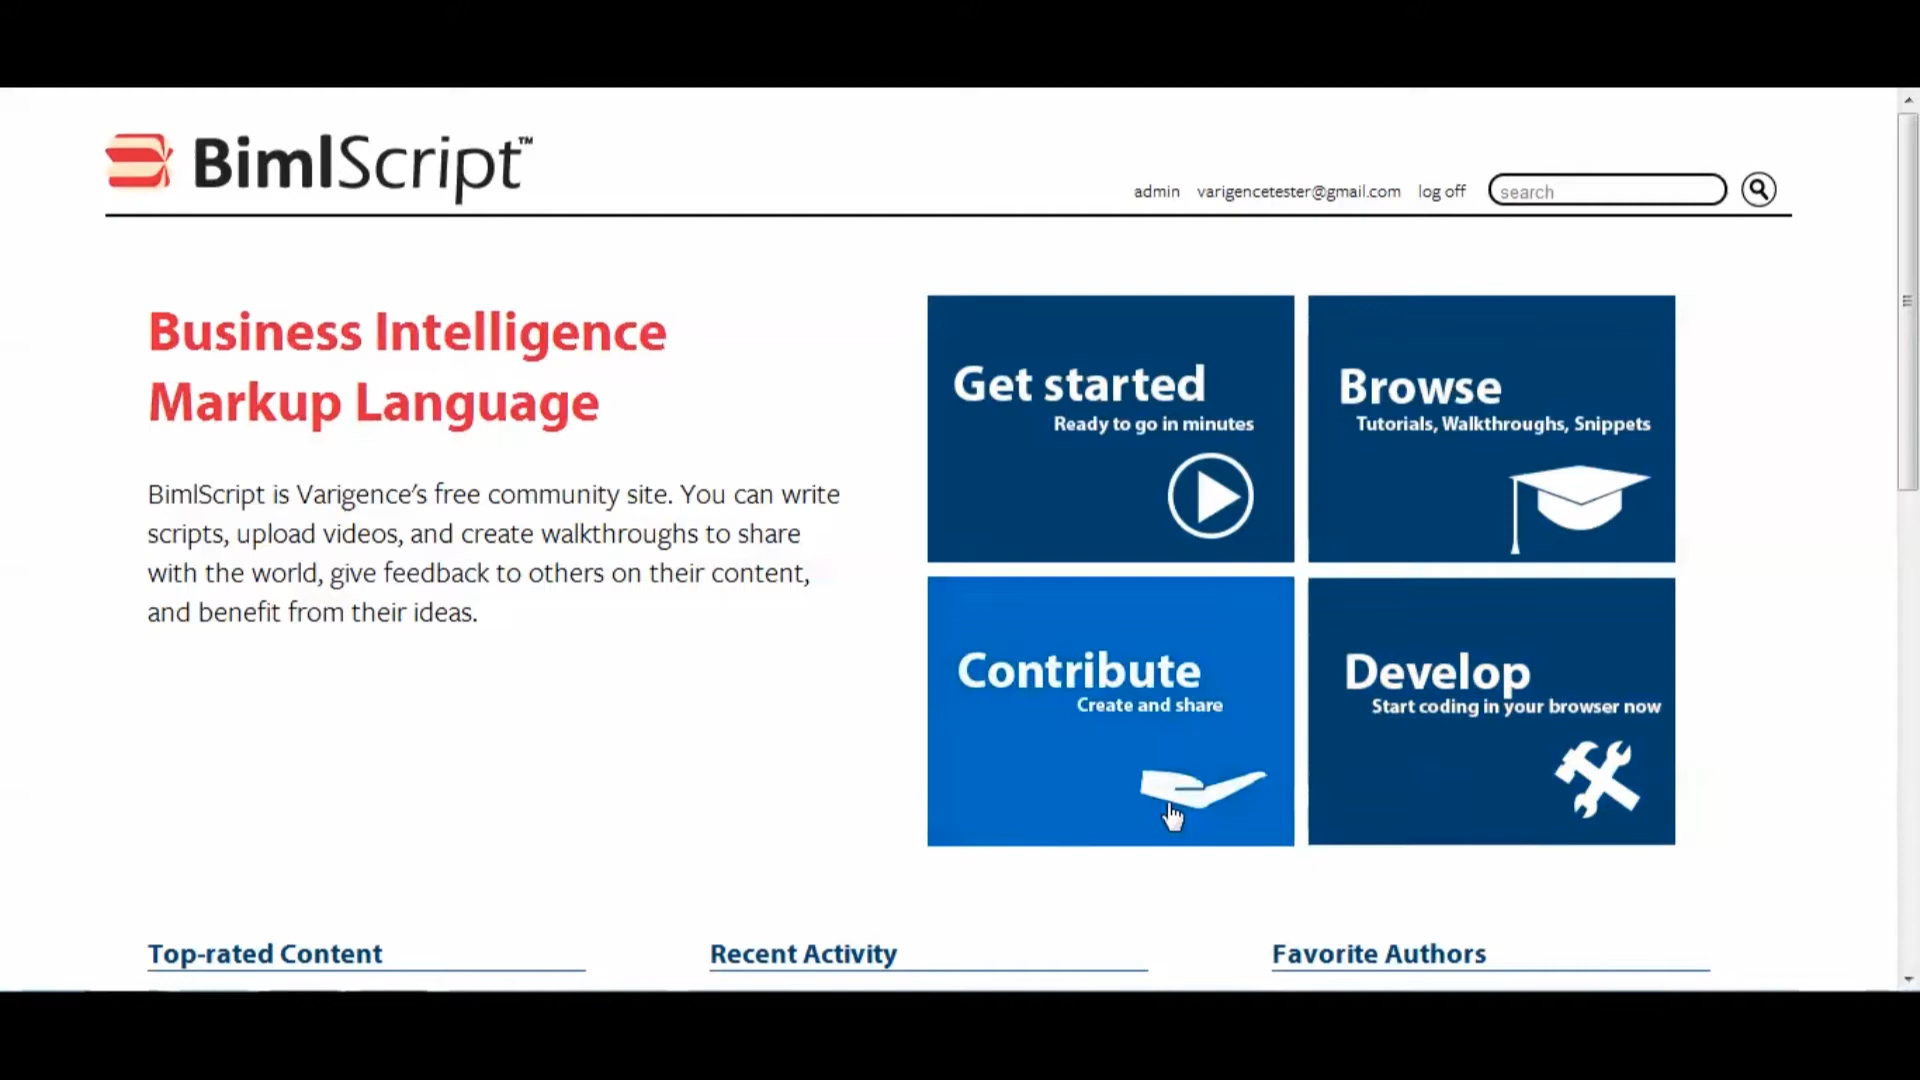 BimlScript™
admin varigencetester@gmail.com log off search
Business Intelligence
Markup Language
BimlScript is Varigence's free community site. You can write
scripts, upload videos, and create walkthroughs to share
with the world, give feedback to others on their content,
and benefit from their ideas.
Get started
Ready to go in minutes
Browse
Tutorials, Walkthroughs, Snippets
Contribute
Create and share
Develop
Start coding in your browser now
Top-rated Content
Recent Activity
Favorite Authors